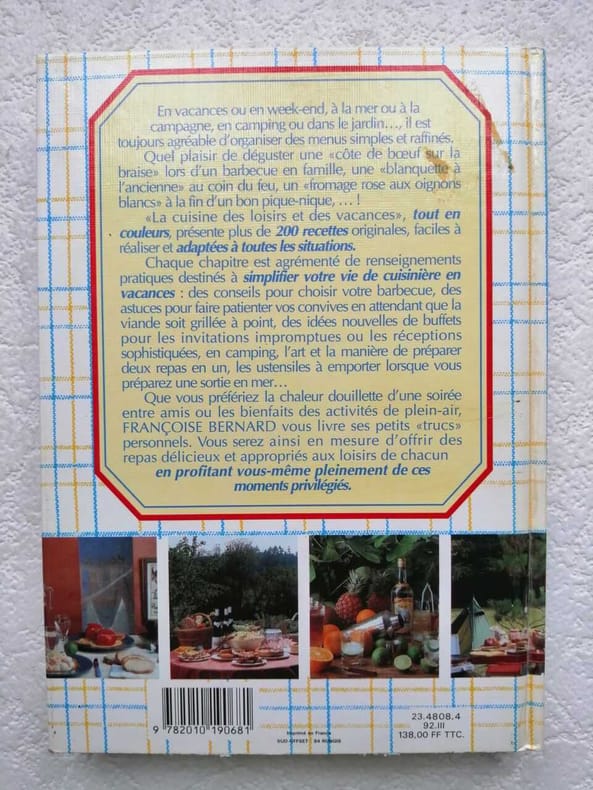 En vacances ou en week-end, à la mer ou à la
campagne, en camping ou dans le jardin..., il est
toujours agréable d'organiser des menus simples et raffinés.
Quel plaisir de déguster une «côte de bœuf sur la
braise» lors d'un barbecue en famille, une «blanquette à
l'ancienne» au coin du feu, un «fromage rose aux oignons
blancs» à la fin d'un bon pique-nique, ... !
«La cuisine des loisirs et des vacances», tout en
couleurs, présente plus de 200 recettes originales, faciles à
réaliser et adaptées à toutes les situations.
Chaque chapitre est agrémenté de renseignements
pratiques destinés à simplifier votre vie de cuisinière en
vacances : des conseils pour choisir votre barbecue, des
astuces pour faire patienter vos convives en attendant que la
viande soit grillée à point, des idées nouvelles de buffets
pour les invitations impromptues ou les réceptions
sophistiquées, en camping, l'art et la manière de préparer
deux repas en un, les ustensiles à emporter lorsque vous
préparez une sortie en mer...
Que vous préfériez la chaleur douillette d'une soirée
entre amis ou les bienfaits des activités de plein-air,
FRANÇOISE BERNARD vous livre ses petits «trucs»
personnels. Vous serez ainsi en mesure d'offrir des
repas délicieux et appropriés aux loisirs de chacun
en profitant vous-même pleinement de ces
moments privilégiés.
9 782010 190681
Imprimé en France
SUD-OFFSET - 94 RUNGIS
23.4808.4
92.III
138,00 FF TTC.